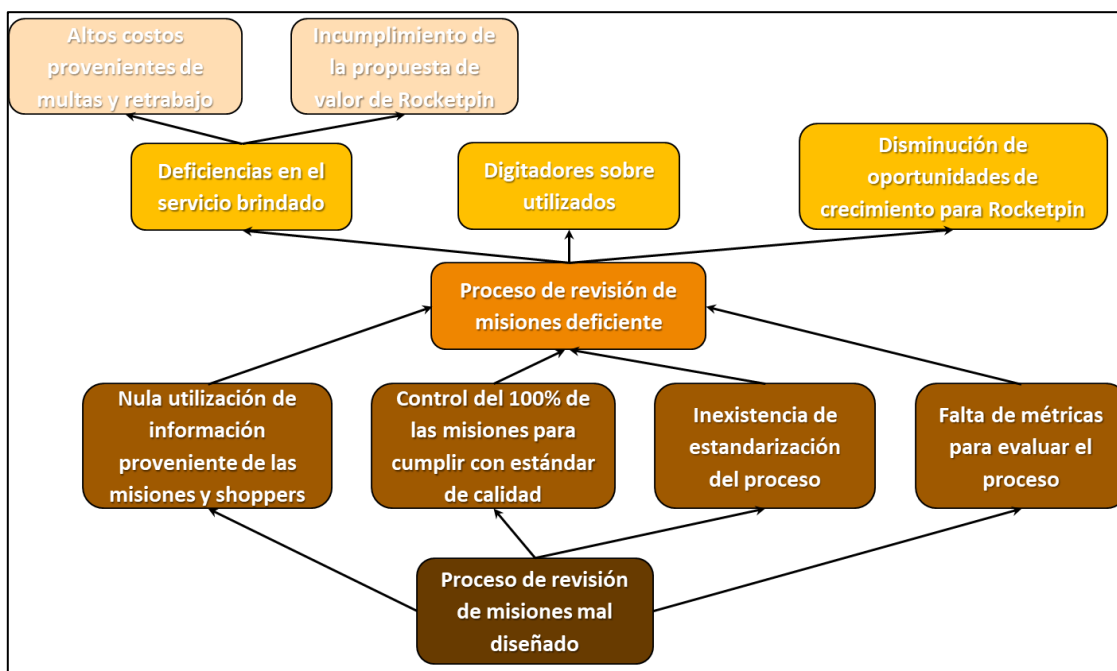 Altos costos
provenientes de
multas y retrabajo
Incumplimiento de
la propuesta de
valor de Rocketpin
Deficiencias en el
servicio brindado
Digitadores sobre
utilizados
Disminución de
oportunidades de
crecimiento para Rocketpin
Proceso de revisión de
misiones deficiente
Nula utilización de
información
proveniente de las
misiones y shoppers
Control del 100% de
las misiones para
cumplir con estándar
de calidad
Inexistencia de
estandarización
del proceso
Falta de métricas
para evaluar el
proceso
Proceso de revisión
de misiones mal
diseñado